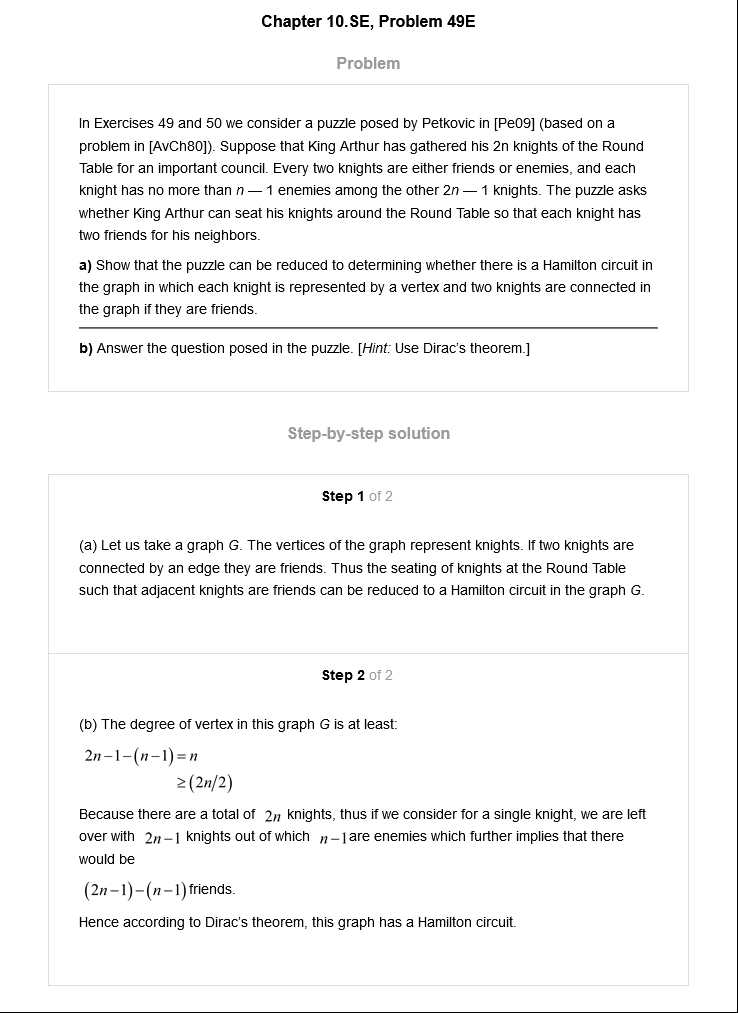 Chapter 10.SE, Problem 49E
Problem
In Exercises 49 and 50 we consider a puzzle posed by Petkovic in [Pe09] (based on a
problem in [AvCh80]). Suppose that King Arthur has gathered his 2n knights of the Round
Table for an important council. Every two knights are either friends or enemies, and each
knight has no more than n — 1 enemies among the other 2n — 1 knights. The puzzle asks
whether King Arthur can seat his knights around the Round Table so that each knight has
two friends for his neighbors.
a) Show that the puzzle can be reduced to determining whether there is a Hamilton circuit in
the graph in which each knight is represented by a vertex and two knights are connected in
the graph if they are friends.
b) Answer the question posed in the puzzle. [Hint: Use Dirac's theorem.]
Step-by-step solution
Step 1 of 2
(a) Let us take a graph G. The vertices of the graph represent knights. If two knights are
connected by an edge they are friends. Thus the seating of knights at the Round Table
such that adjacent knights are friends can be reduced to a Hamilton circuit in the graph G.
Step 2 of 2
(b) The degree of vertex in this graph G is at least:
2n−1−(n−1)=n
≥(2n/2)
Because there are a total of 2n knights, thus if we consider for a single knight, we are left
over with 2n−1 knights out of which n−1are enemies which further implies that there
would be
(2n−1)−(n−1)friends.
Hence according to Dirac's theorem, this graph has a Hamilton circuit.